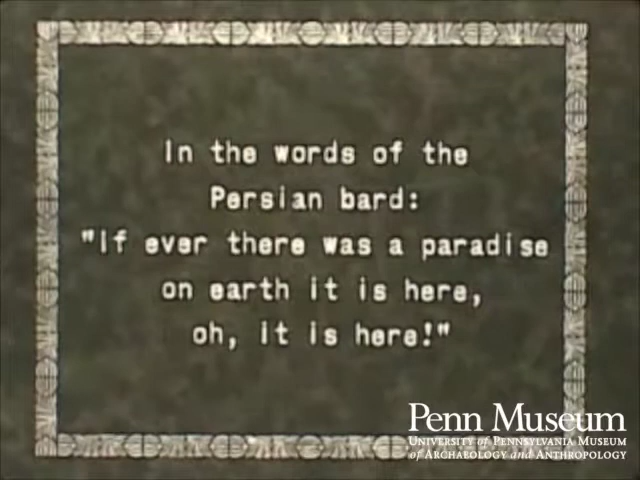 In the words of the
Persian bard:
"If ever there was a paradise
on earth it is here,
oh, it is here!"
Penn Museum
University of Pennsylvania Museum
of Archaeology and Anthropology